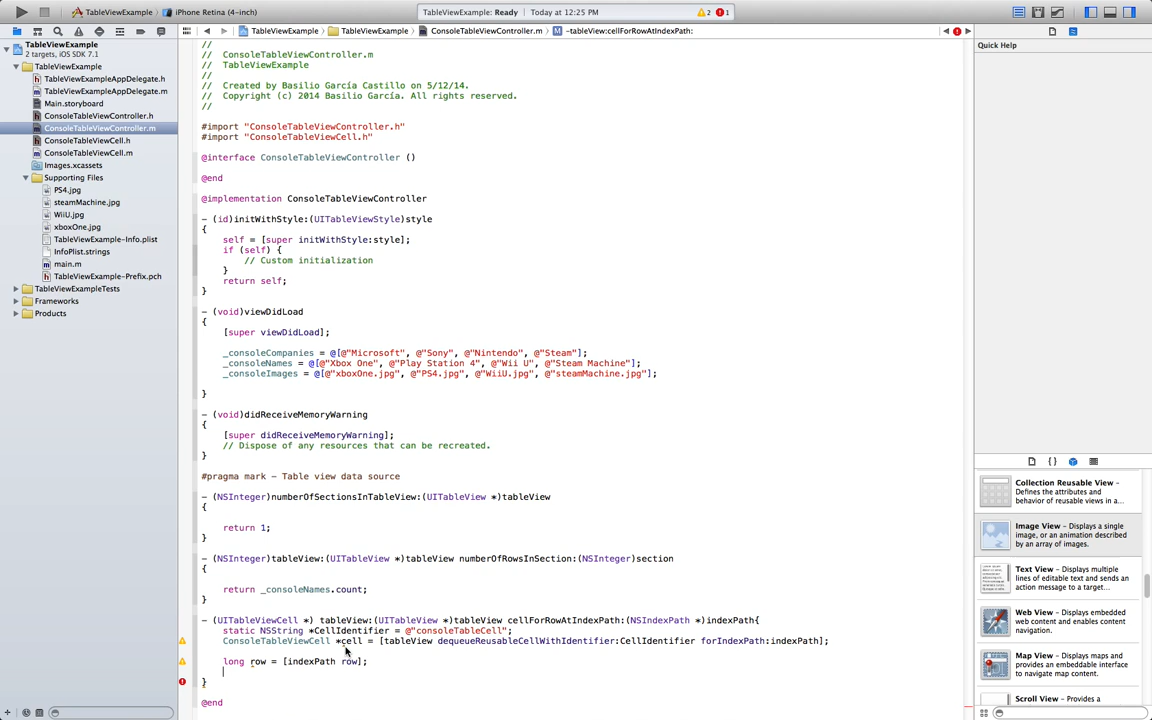 TableViewExample
iPhone Retina (4-inch)
TableViewExample: Ready
Today at 12:25 PM
2
1
TableViewExample
TableViewExample
ConsoleTableViewController.m
-tableView:cellForRowAtIndexPath:
TableViewExample
2 targets, iOS SDK 7.1
TableViewExample
TableViewExampleAppDelegate.h
TableViewExampleAppDelegate.m
Main.storyboard
ConsoleTableViewController.h
ConsoleTableViewController.m
ConsoleTableViewCell.h
ConsoleTableViewCell.m
Images.xcassets
Supporting Files
PS4.jpg
steamMachine.jpg
WiiU.jpg
xboxOne.jpg
TableViewExample-Info.plist
InfoPlist.strings
main.m
TableViewExample-Prefix.pch
TableViewExampleTests
Frameworks
Products
//
//  ConsoleTableViewController.m
//  TableViewExample
//
//  Created by Basilio García Castillo on 5/12/14.
//  Copyright (c) 2014 Basilio García. All rights reserved.
//
#import "ConsoleTableViewController.h"
#import "ConsoleTableViewCell.h"
@interface ConsoleTableViewController ()
@end
@implementation ConsoleTableViewController
- (id)initWithStyle:(UITableViewStyle)style
{
self = [super initWithStyle:style];
if (self) {
// Custom initialization
}
return self;
}
- (void)viewDidLoad
{
[super viewDidLoad];
_consoleCompanies = @[@"Microsoft", @"Sony", @"Nintendo", @"Steam"];
_consoleNames = @[@"Xbox One", @"Play Station 4", @"Wii U", @"Steam Machine"];
_consoleImages = @[@"xboxOne.jpg", @"PS4.jpg", @"WiiU.jpg", @"steamMachine.jpg"];
}
- (void)didReceiveMemoryWarning
{
[super didReceiveMemoryWarning];
// Dispose of any resources that can be recreated.
}
#pragma mark - Table view data source
- (NSInteger)numberOfSectionsInTableView:(UITableView *)tableView
{
return 1;
}
- (NSInteger)tableView:(UITableView *)tableView numberOfRowsInSection:(NSInteger)section
{
return _consoleNames.count;
}
- (UITableViewCell *) tableView:(UITableView *)tableView cellForRowAtIndexPath:(NSIndexPath *)indexPath{
static NSString *CellIdentifier = @"consoleTableCell";
ConsoleTableViewCell *cell = [tableView dequeueReusableCellWithIdentifier:CellIdentifier forIndexPath:indexPath];
long row = [indexPath row];
}
@end
Quick Help
Collection Reusable View - Defines the attributes and behavior of reusable views in a...
Image View - Displays a single image, or an animation described by an array of images.
Text View - Displays multiple lines of editable text and sends an action message to a...
Web View - Displays embedded web content and enables content navigation.
Map View - Displays maps and provides an embeddable interface to navigate map content.
Scroll View - Provides a